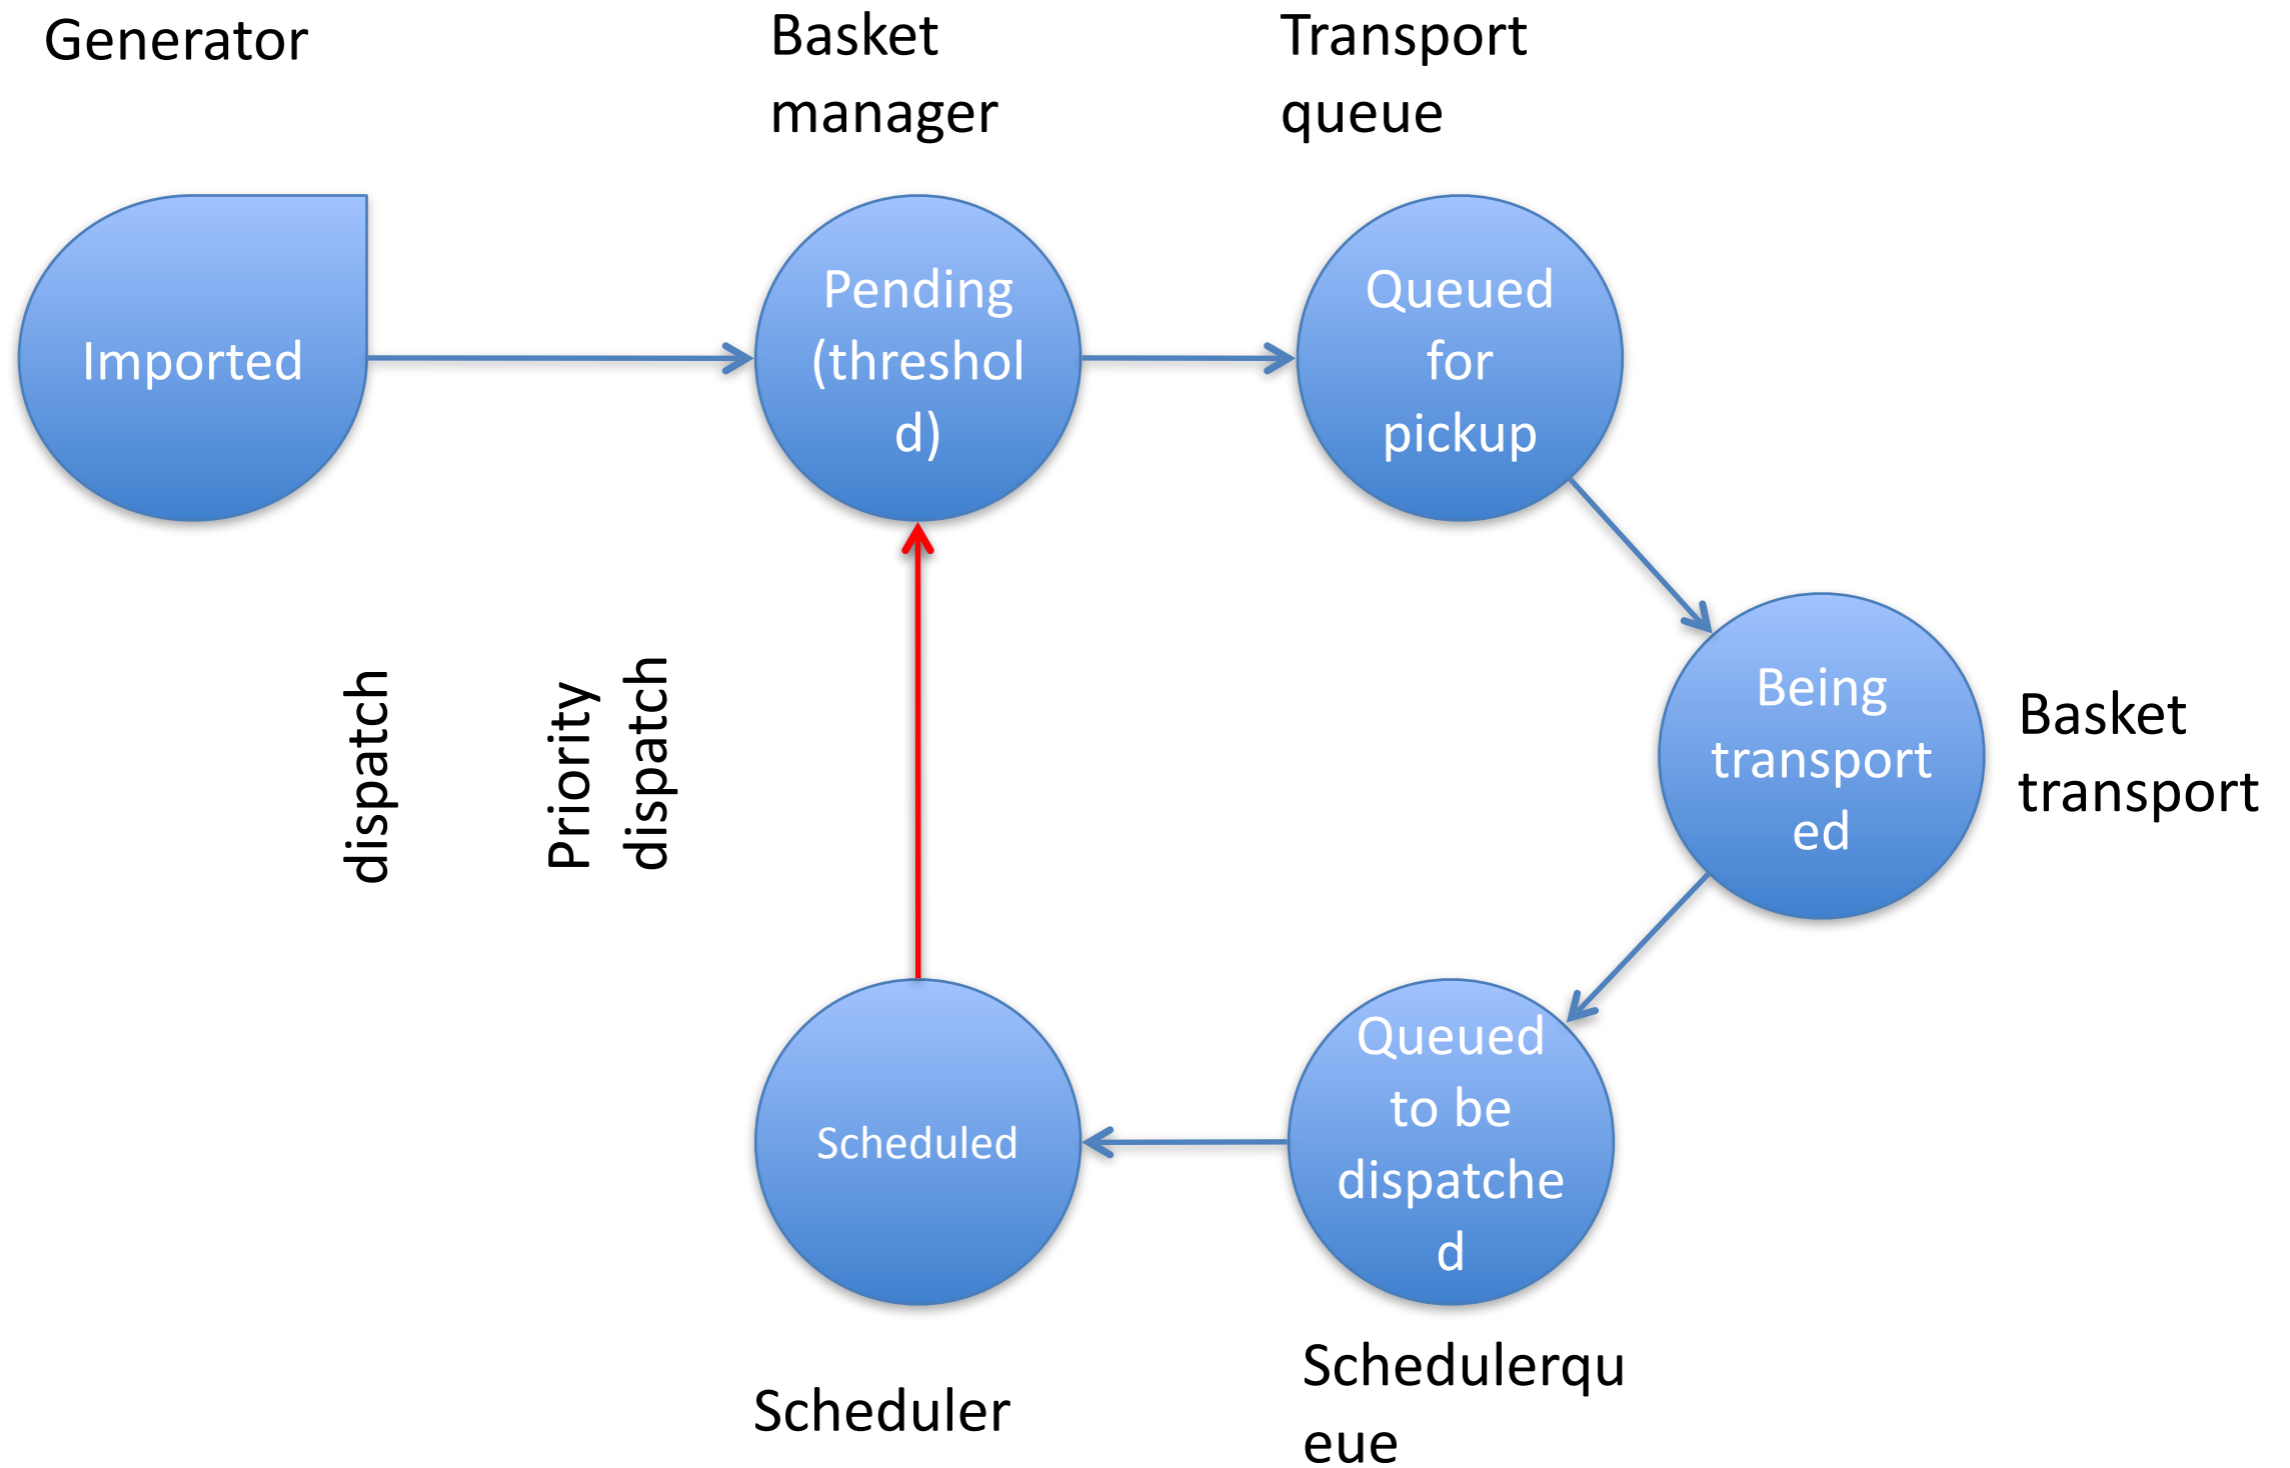 Generator
Basket
manager
Transport
queue
Imported
Pending
(threshol
d)
Queued
for
pickup
dispatch
Priority
dispatch
Being
transport
ed
Basket
transport
Scheduled
Queued
to be
dispatche
d
Scheduler
Schedulerqu
eue